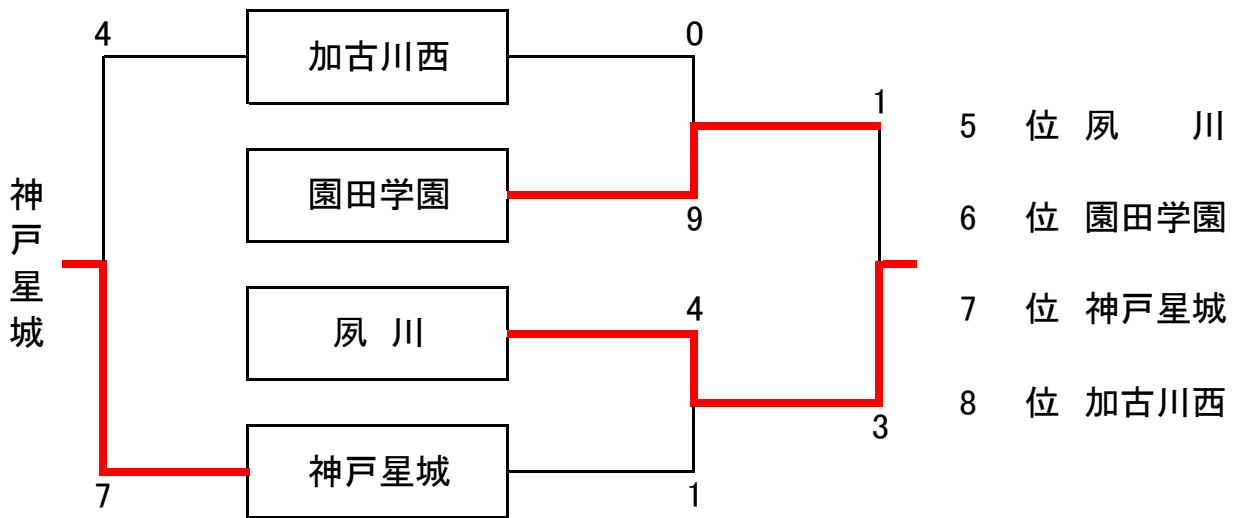 4
加古川西
0
1
5 位 夙 川
園田学園
9
6 位 園田学園
神戸星城
夙 川
4
7 位 神戸星城
3
8 位 加古川西
7
神戸星城
1